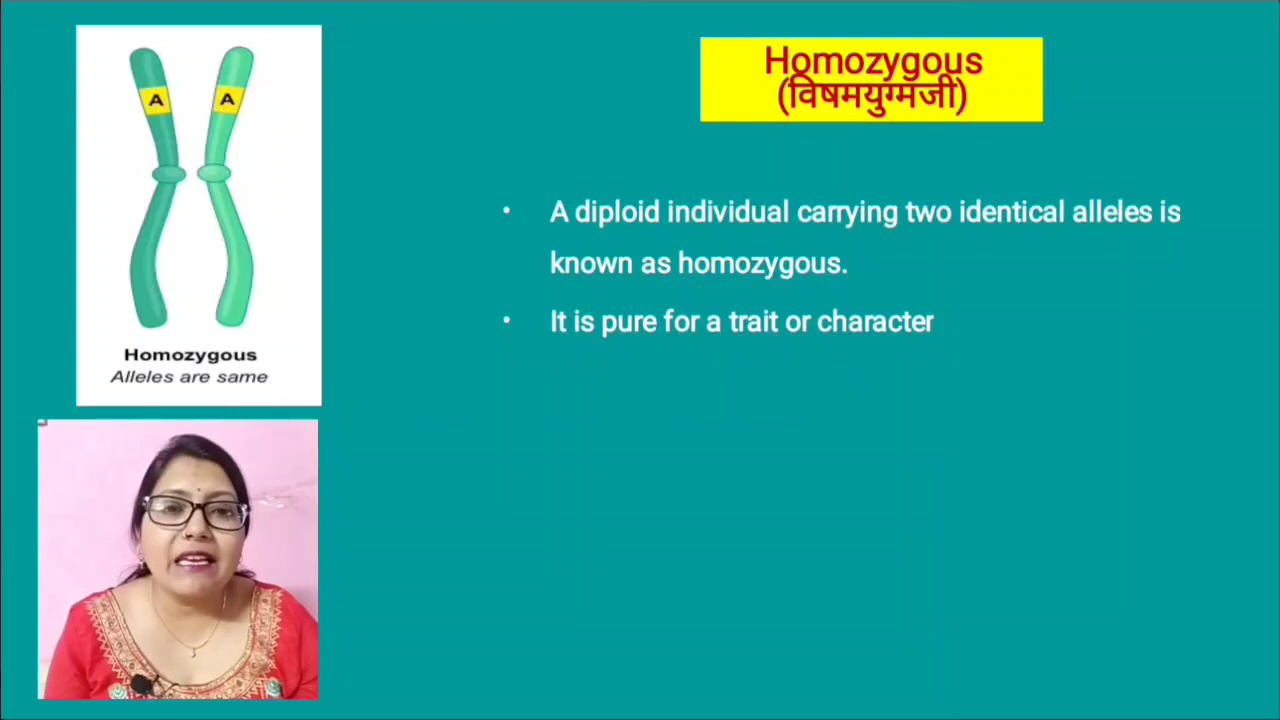 A A
Homozygous
Alleles are same
Homozygous
(विषमयुग्मजी)
• A diploid individual carrying two identical alleles is
known as homozygous.
• It is pure for a trait or character